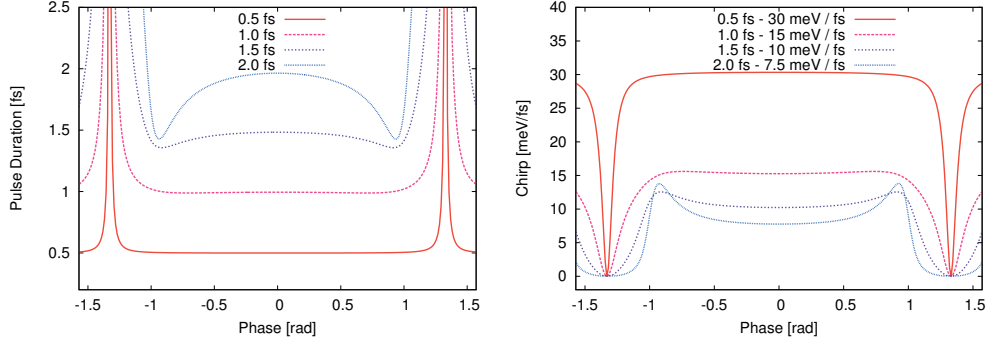 0.5 fs
1.0 fs
1.5 fs
2.0 fs
2.5
2
1.5
1
0.5
Pulse Duration [fs]
-1.5 -1 -0.5 0 0.5 1 1.5
Phase [rad]
0.5 fs - 30 meV / fs
1.0 fs - 15 meV / fs
1.5 fs - 10 meV / fs
2.0 fs - 7.5 meV / fs
40
35
30
25
20
15
10
5
0
Chirp [meV/fs]
-1.5 -1 -0.5 0 0.5 1 1.5
Phase [rad]